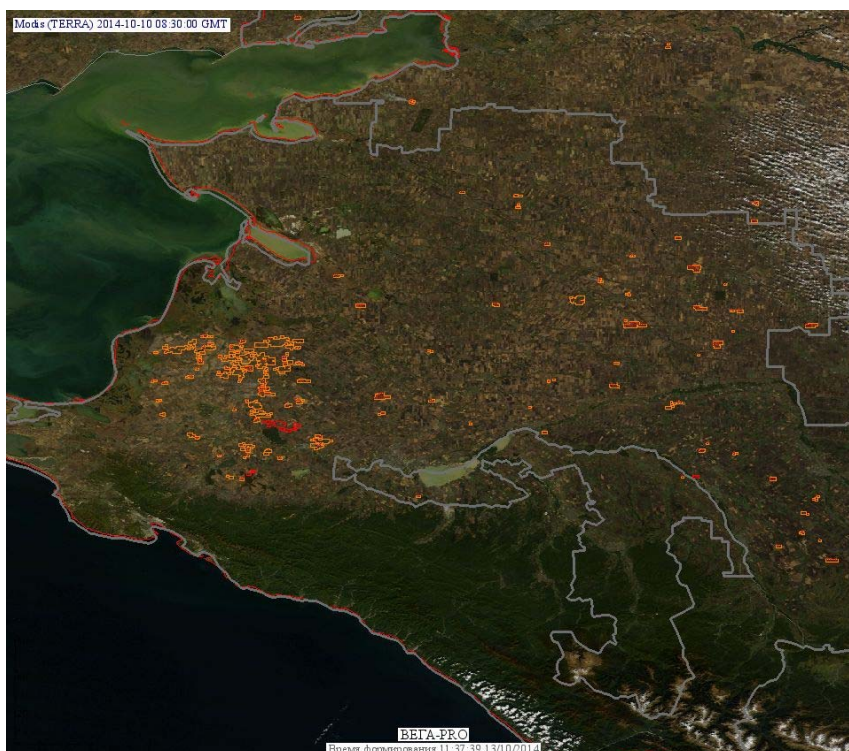 Modis (TERRA) 2014-10-10 08:30:00 GMT
ВЕГА-PRO
Время формирования 11:37:39 13/10/2014